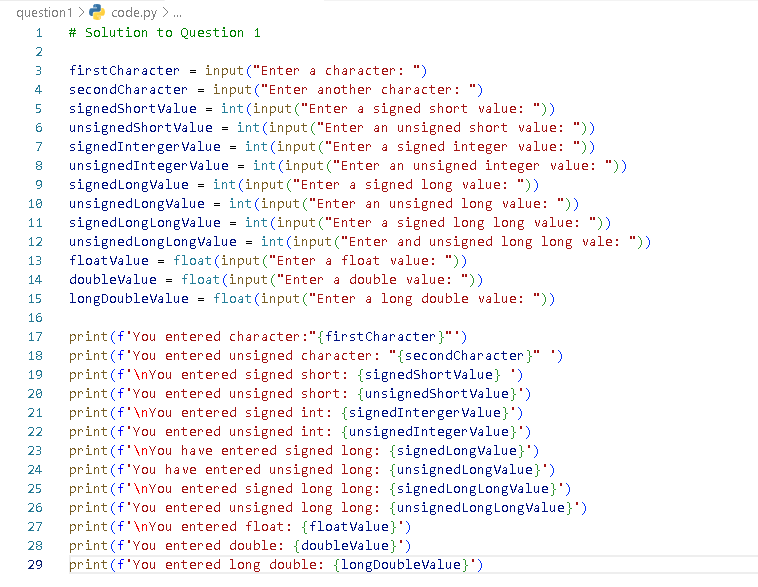 question1 > code.py > ...
1 # Solution to Question 1
2
3 firstCharacter = input("Enter a character: ")
4 secondCharacter = input("Enter another character: ")
5 signedShortValue = int(input("Enter a signed short value: "))
6 unsignedShortValue = int(input("Enter an unsigned short value: "))
7 signedIntergerValue = int(input("Enter a signed integer value: "))
8 unsignedIntegerValue = int(input("Enter an unsigned integer value: "))
9 signedLongValue = int(input("Enter a signed long value: "))
10 unsignedLongValue = int(input("Enter an unsigned long value: "))
11 signedLongLongValue = int(input("Enter a signed long long value: "))
12 unsignedLongLongValue = int(input("Enter and unsigned long long vale: "))
13 floatValue = float(input("Enter a float value: "))
14 doubleValue = float(input("Enter a double value: "))
15 longDoubleValue = float(input("Enter a long double value: "))
16
17 print(f'You entered character:"{firstCharacter}"')
18 print(f'You entered unsigned character: "{secondCharacter}" ')
19 print(f'\nYou entered signed short: {signedShortValue} ')
20 print(f'You entered unsigned short: {unsignedShortValue}')
21 print(f'\nYou entered signed int: {signedIntergerValue}')
22 print(f'You entered unsigned int: {unsignedIntegerValue}')
23 print(f'\nYou have entered signed long: {signedLongValue}')
24 print(f'You have entered unsigned long: {unsignedLongValue}')
25 print(f'\nYou entered signed long long: {signedLongLongValue}')
26 print(f'You entered unsigned long long: {unsignedLongLongValue}')
27 print(f'\nYou entered float: {floatValue}')
28 print(f'You entered double: {doubleValue}')
29 print(f'You entered long double: {longDoubleValue}')